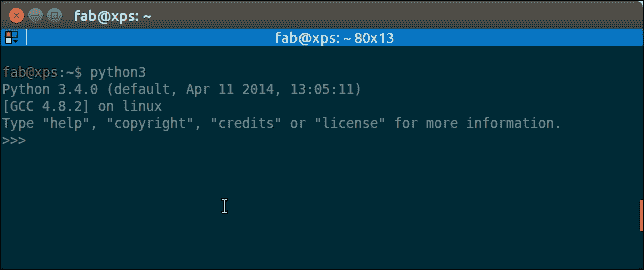 fab@xps: ~
fab@xps: ~ 80x13
fab@xps:~$ python3
Python 3.4.0 (default, Apr 11 2014, 13:05:11)
[GCC 4.8.2] on linux
Type "help", "copyright", "credits" or "license" for more information.
>>>